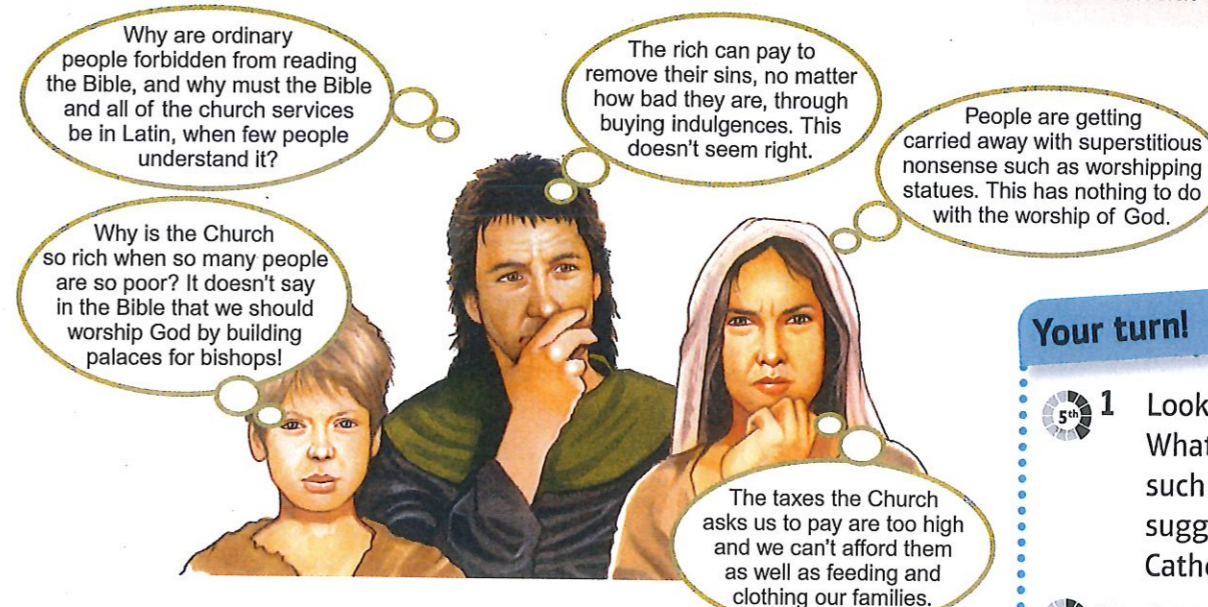 Why are ordinary
people forbidden from reading
the Bible, and why must the Bible
and all of the church services
be in Latin, when few people
understand it?
The rich can pay to
remove their sins, no matter
how bad they are, through
buying indulgences. This
doesn't seem right.
People are getting
carried away with superstitious
nonsense such as worshipping
statues. This has nothing to do
with the worship of God.
Why is the Church
so rich when so many people
are so poor? It doesn't say
in the Bible that we should
worship God by building
palaces for bishops!
The taxes the Church
asks us to pay are too high
and we can't afford them
as well as feeding and
clothing our families.
Your turn!
5th 1 Look
What
such
sugg
Cath